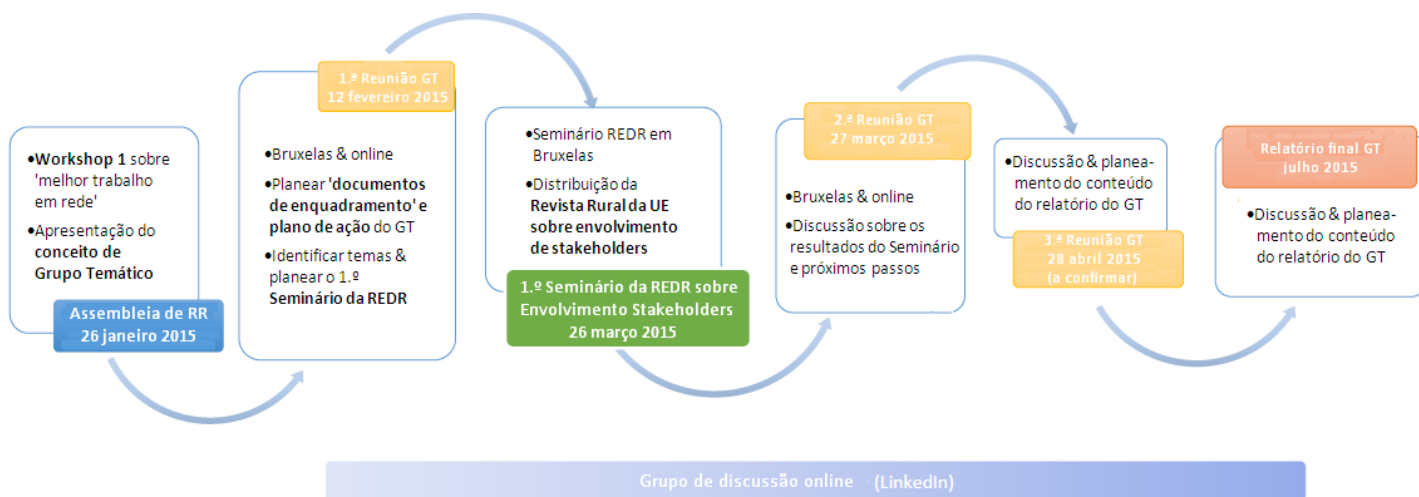 •Workshop 1 sobre
'melhor trabalho
em rede'
•Apresentação do
conceito de
Grupo Temático
Assembleia de RR
26 janeiro 2015
1.ª Reunião GT
12 fevereiro 2015
•Bruxelas & online
•Planear 'documentos
de enquadramento' e
plano de ação do GT
•Identificar temas &
planear o 1.º
Seminário da REDR
•Seminário REDR em
Bruxelas
•Distribuição da
Revista Rural da UE
sobre envolvimento
de stakeholders
1.º Seminário da REDR sobre
Envolvimento Stakeholders
26 março 2015
2.ª Reunião GT
27 março 2015
•Bruxelas & online
•Discussão sobre os
resultados do Seminário
e próximos passos
•Discussão & planea-
mento do conteúdo
do relatório do GT
3.ª Reunião GT
28 abril 2015
(a confirmar)
Relatório final GT
julho 2015
•Discussão & planea-
mento do conteúdo
do relatório do GT
Grupo de discussão online (LinkedIn)